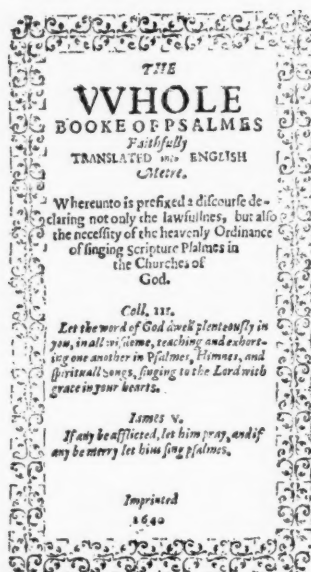 THE
VVHOLE
BOOKE OF PSALMES
Faithfully
TRANSLATED into ENGLISH
Metre.
Whereunto is prefixed a discourse de-
claring not only the lawfullnes, but also
the necessity of the heavenly Ordinance
of singing Scripture Psalmes in
the Churches of
God.
Coll. III.
Let the word of God dwell plenteously in
you, in all wisdome, teaching and exhort-
ing one another in Psalmes, Himnes, and
spirituall Songs, singing to the Lord with
grace in your hearts.
Iames V.
If any be afflicted, let him pray, and if
any be merry let him sing psalmes.
Imprinted
1640